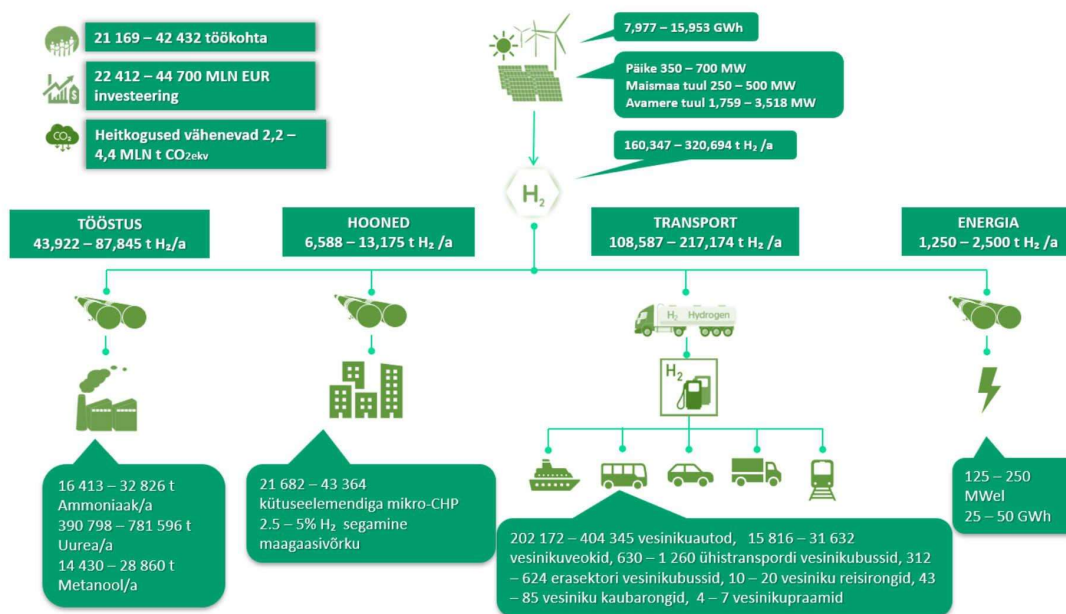 21 169 – 42 432 töökohta
22 412 – 44 700 MLN EUR
investeering
CO₂
Heitkogused vähenevad 2,2 –
4,4 MLN t CO₂ekv
7,977 – 15,953 GWh
Päike 350 – 700 MW
Maismaa tuul 250 – 500 MW
Avamere tuul 1,759 – 3,518 MW
160,347 – 320,694 t H₂ /a
H₂
TÖÖSTUS
43,922 – 87,845 t H₂/a
HOONED
6,588 – 13,175 t H₂ /a
TRANSPORT
108,587 – 217,174 t H₂ /a
ENERGIA
1,250 – 2,500 t H₂ /a
H₂ Hydrogen
H₂
16 413 – 32 826 t
Ammoniaak/a
390 798 – 781 596 t
Uurea/a
14 430 – 28 860 t
Metanool/a
21 682 – 43 364
kütuseelemendiga mikro-CHP
2.5 – 5% H₂ segamine
maagaasivõrku
202 172 – 404 345 vesinikuautod, 15 816 – 31 632
vesinikuveokid, 630 – 1 260 ühistranspordi vesinikubussid, 312
– 624 erasektori vesinikubussid, 10 – 20 vesiniku reisirongid, 43
– 85 vesiniku kaubarongid, 4 – 7 vesinikupraamid
125 – 250
MWel
25 – 50 GWh